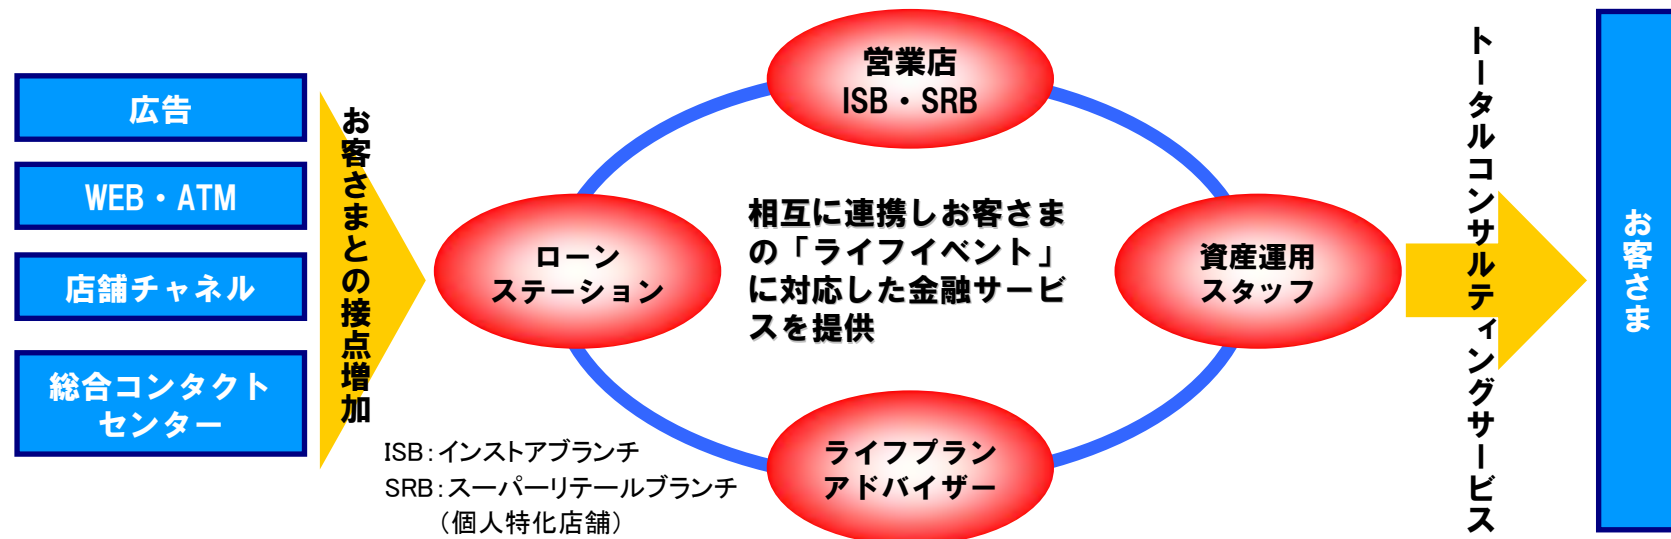 広告
WEB・ATM
店舗チャネル
総合コンタクト
センター
お客さまとの接点増加
営業店
ISB・SRB
ローン
ステーション
相互に連携しお客さま
の「ライフイベント」
に対応した金融サービ
スを提供
資産運用
スタッフ
ライフプラン
アドバイザー
ISB：インストアブランチ
SRB：スーパーリテールブランチ
（個人特化店舗）
トータルコンサルティングサービス
お客さま